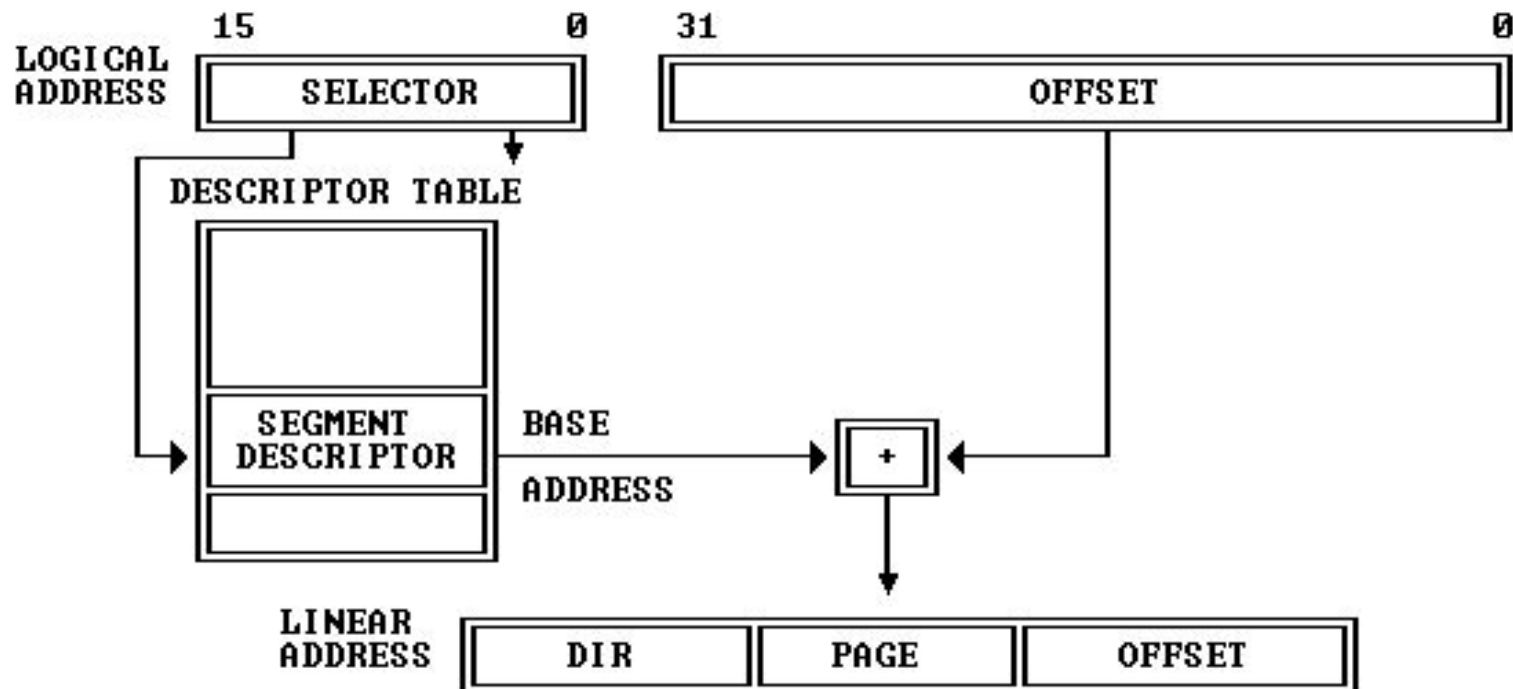 15 0 31 0
LOGICAL
ADDRESS
SELECTOR
OFFSET
DESCRIPTOR TABLE
SEGMENT
DESCRIPTOR
BASE
ADDRESS
+
LINEAR
ADDRESS
DIR PAGE OFFSET